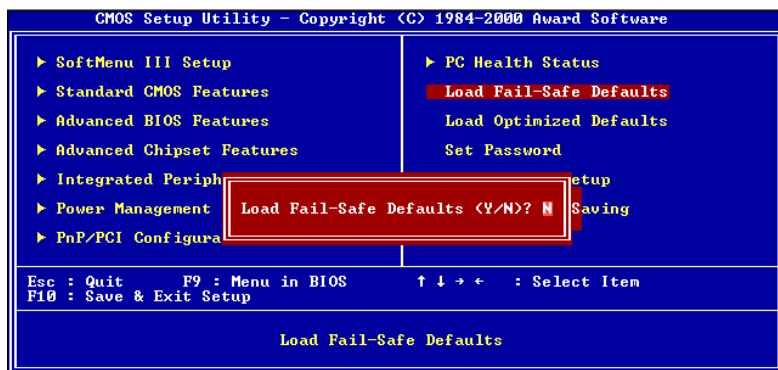 CMOS Setup Utility - Copyright (C) 1984-2000 Award Software
► SoftMenu III Setup
► Standard CMOS Features
► Advanced BIOS Features
► Advanced Chipset Features
► Integrated Periph
► Power Management
► PnP/PCI Configura
► PC Health Status
Load Fail-Safe Defaults
Load Optimized Defaults
Set Password
etup
Saving
Load Fail-Safe Defaults (Y/N)? N
Esc : Quit F9 : Menu in BIOS ↑ ↓ → ← : Select Item
F10 : Save & Exit Setup
Load Fail-Safe Defaults